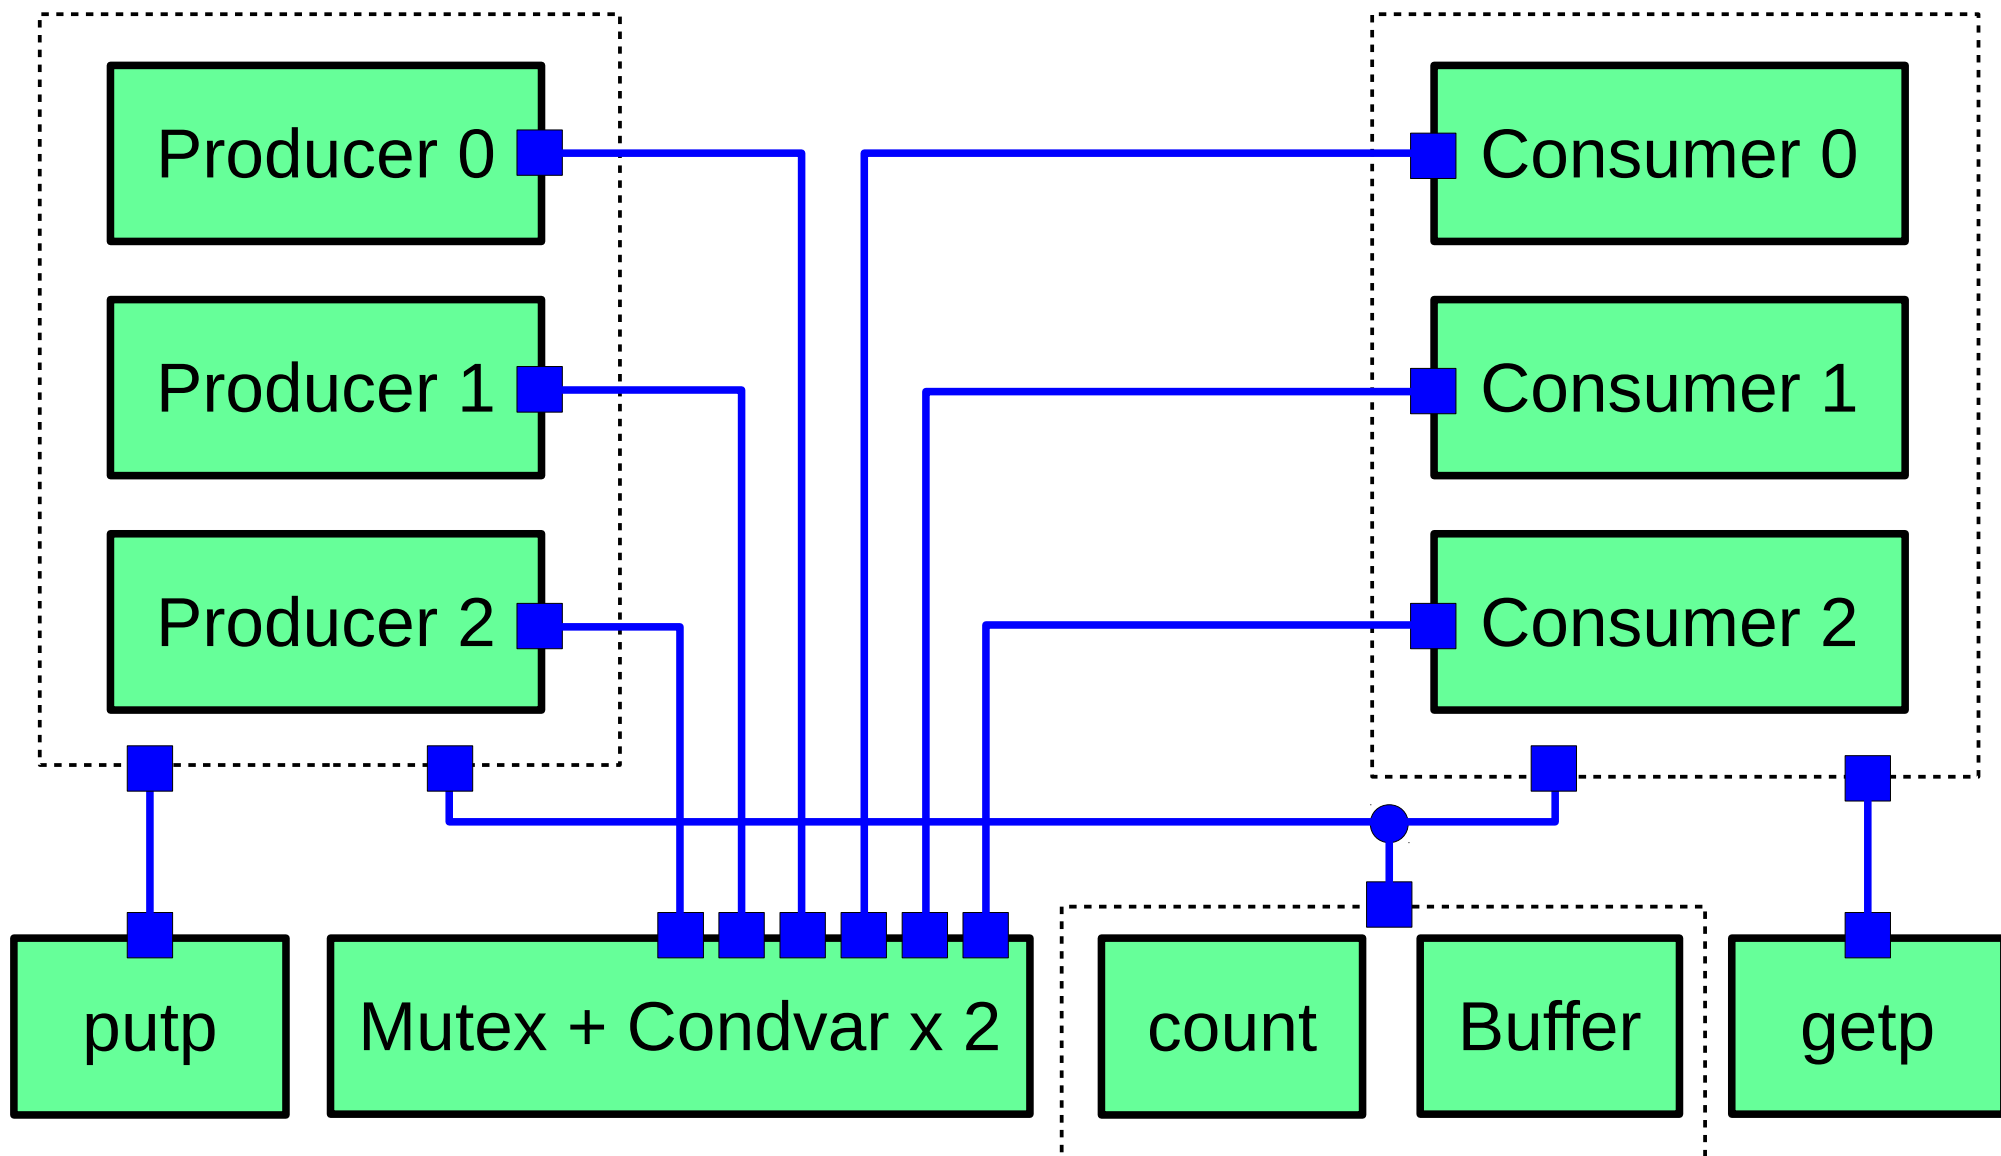 Producer 0
Consumer 0
Producer 1
Consumer 1
Producer 2
Consumer 2
putp
Mutex + Condvar x 2
count
Buffer
getp